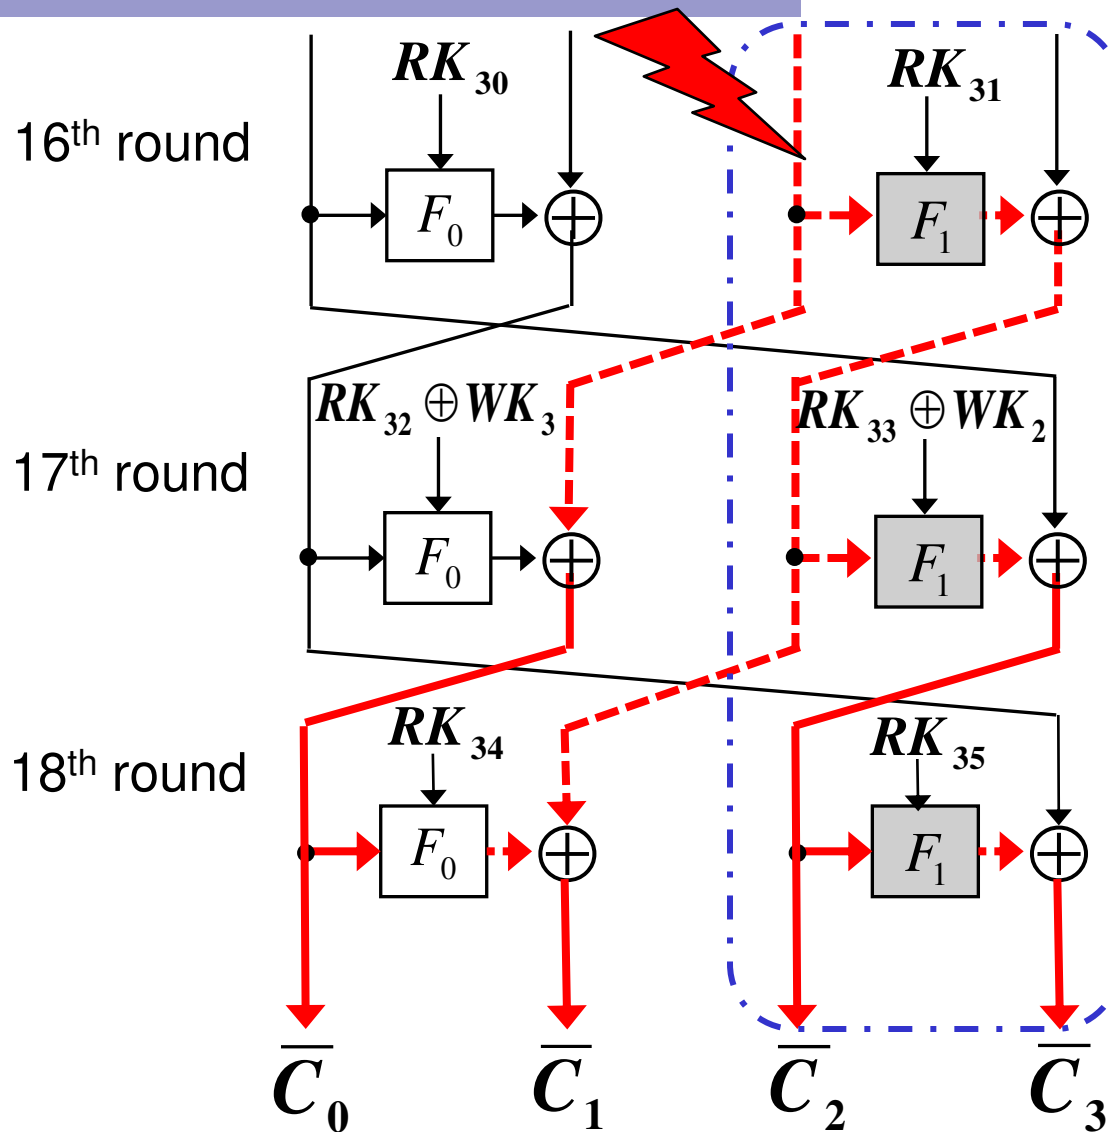 RK₃₀ RK₃₁
16ᵗʰ round
F₀ F₁
RK₃₂ ⊕ WK₃ RK₃₃ ⊕ WK₂
17ᵗʰ round
F₀ F₁
RK₃₄ RK₃₅
18ᵗʰ round
F₀ F₁
C̅₀ C̅₁ C̅₂ C̅₃